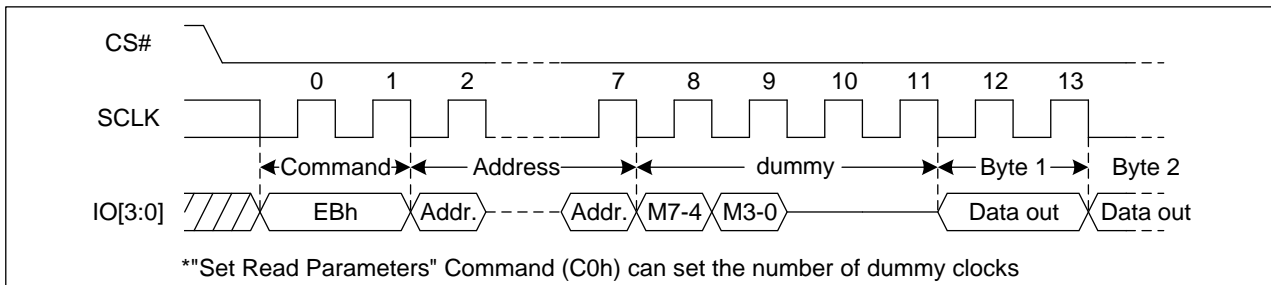 CS#
0 1 2 7 8 9 10 11 12 13
SCLK
Command Address dummy Byte 1 Byte 2
IO[3:0] EBh Addr. Addr. M7-4 M3-0 Data out Data out
*"Set Read Parameters" Command (C0h) can set the number of dummy clocks